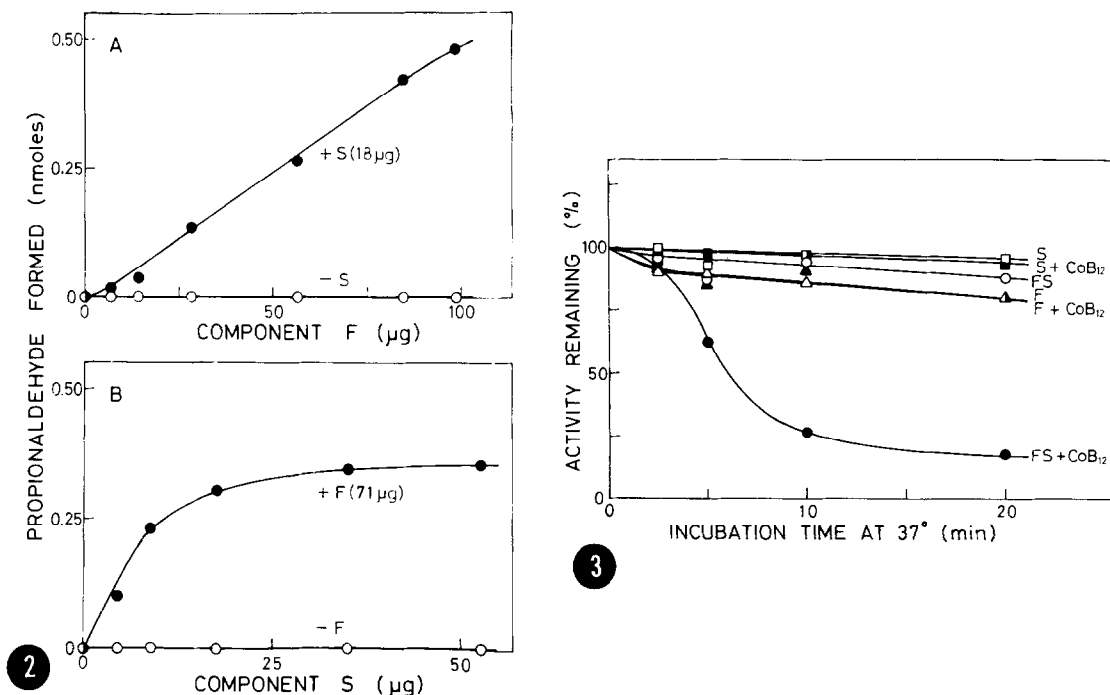 PROPIONALDEHYDE FORMED (nmoles)
A
0.50
0.25
0
+ S (18 µg)
− S
0 50 100
COMPONENT F (µg)
B
0.50
0.25
0
+ F (71 µg)
− F
0 25 50
COMPONENT S (µg)
2
ACTIVITY REMAINING (%)
100
50
0
S
S + CoB12
FS
F
F + CoB12
FS + CoB12
0 10 20
INCUBATION TIME AT 37° (min)
3